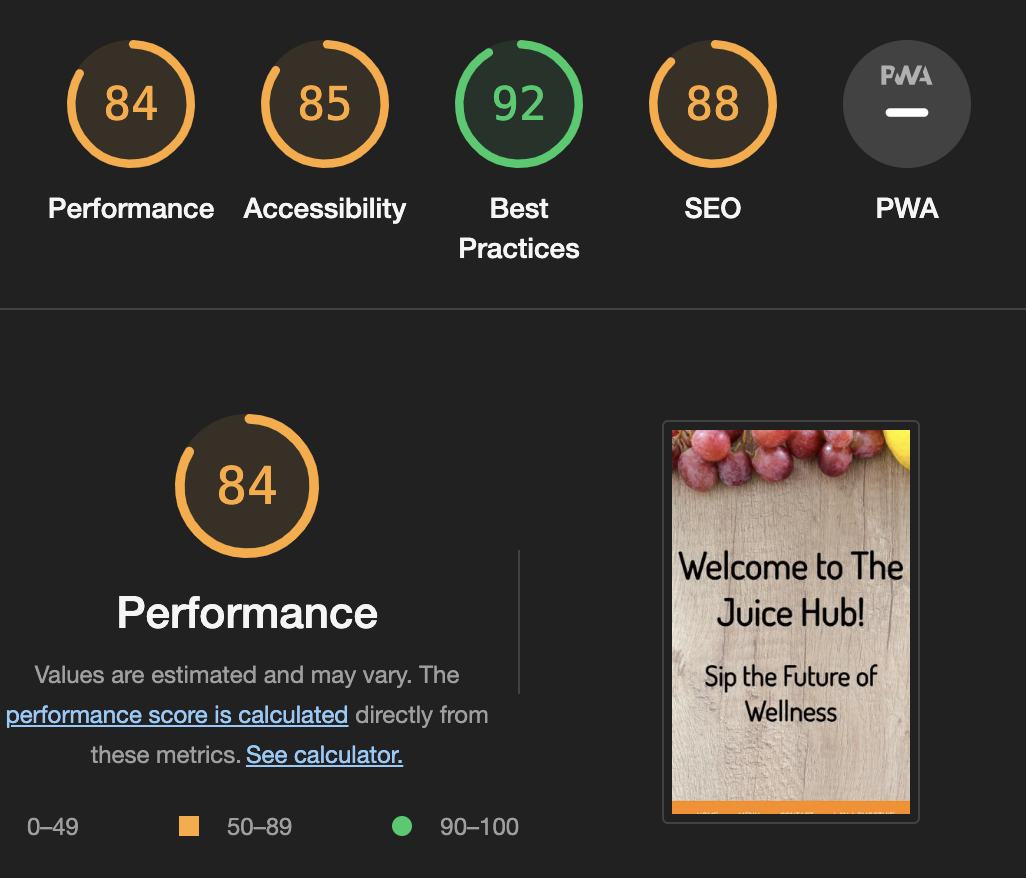 84
85
92
88
PWA
Performance
Accessibility
Best
Practices
SEO
PWA
84
Performance
Values are estimated and may vary. The
performance score is calculated directly from
these metrics. See calculator.
0–49
50–89
90–100
Welcome to The
Juice Hub!
Sip the Future of
Wellness